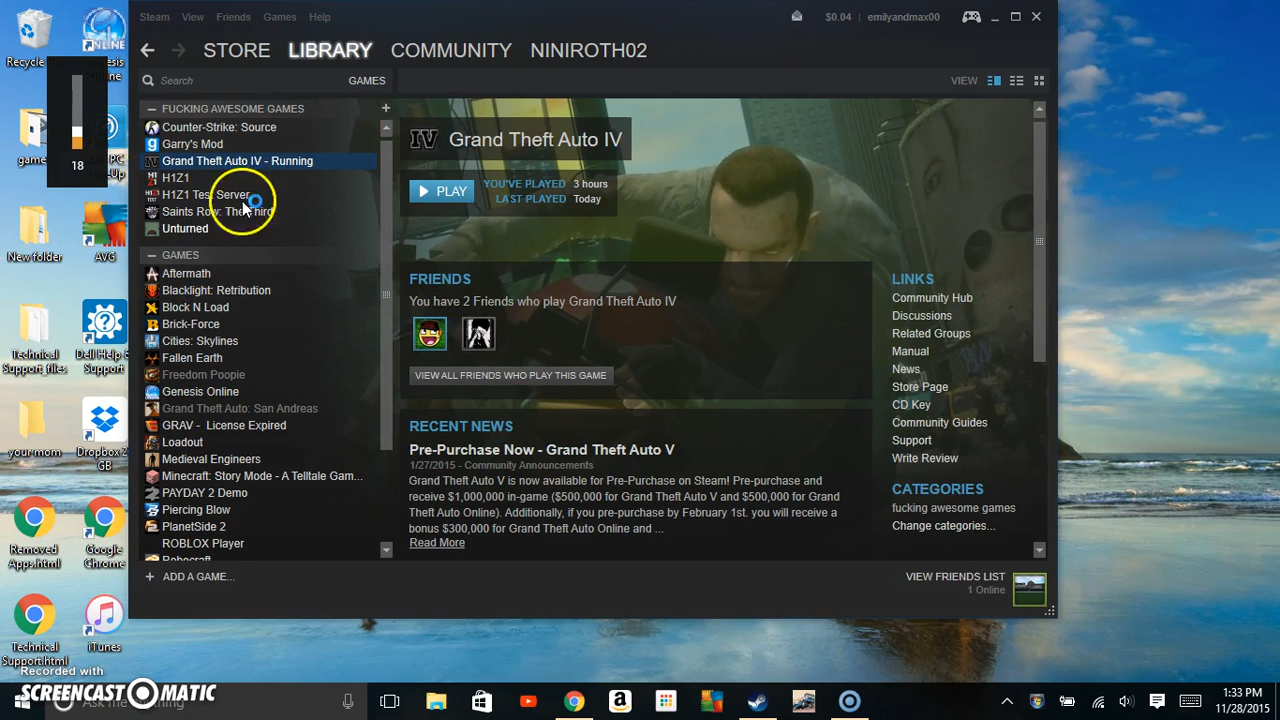 Steam View Friends Games Help
$0.04 emilyandmax00
STORE LIBRARY COMMUNITY NINIROTH02
Search GAMES VIEW
FUCKING AWESOME GAMES
Counter-Strike: Source
Garry's Mod
Grand Theft Auto IV - Running
H1Z1
H1Z1 Test Server
Saints Row: The Third
Unturned
GAMES
Aftermath
Blacklight: Retribution
Block N Load
Brick-Force
Cities: Skylines
Fallen Earth
Freedom Poopie
Genesis Online
Grand Theft Auto: San Andreas
GRAV - License Expired
Loadout
Medieval Engineers
Minecraft: Story Mode - A Telltale Gam...
PAYDAY 2 Demo
Piercing Blow
PlanetSide 2
ROBLOX Player
Robocraft
ADD A GAME...
IV Grand Theft Auto IV
PLAY
YOU'VE PLAYED 3 hours
LAST PLAYED Today
FRIENDS
You have 2 Friends who play Grand Theft Auto IV
VIEW ALL FRIENDS WHO PLAY THIS GAME
RECENT NEWS
Pre-Purchase Now - Grand Theft Auto V
1/27/2015 - Community Announcements
Grand Theft Auto V is now available for Pre-Purchase on Steam! Pre-purchase and
receive $1,000,000 in-game ($500,000 for Grand Theft Auto V and $500,000 for
Grand Theft Auto Online). Additionally, if you pre-purchase by February 1st. you will receive a
bonus $300,000 for Grand Theft Auto Online and ...
Read More
LINKS
Community Hub
Discussions
Related Groups
Manual
News
Store Page
CD Key
Community Guides
Support
Write Review
CATEGORIES
fucking awesome games
Change categories...
VIEW FRIENDS LIST
1 Online
18
New folder
AVG
Technical
Support_files
Dell Help &
Support
your mom
Dropbox 2
GB
Removed
Apps.html
Google
Chrome
Technical
Support.html
iTunes
Recorded with
SCREENCAST-O-MATIC
1:33 PM
11/28/2015